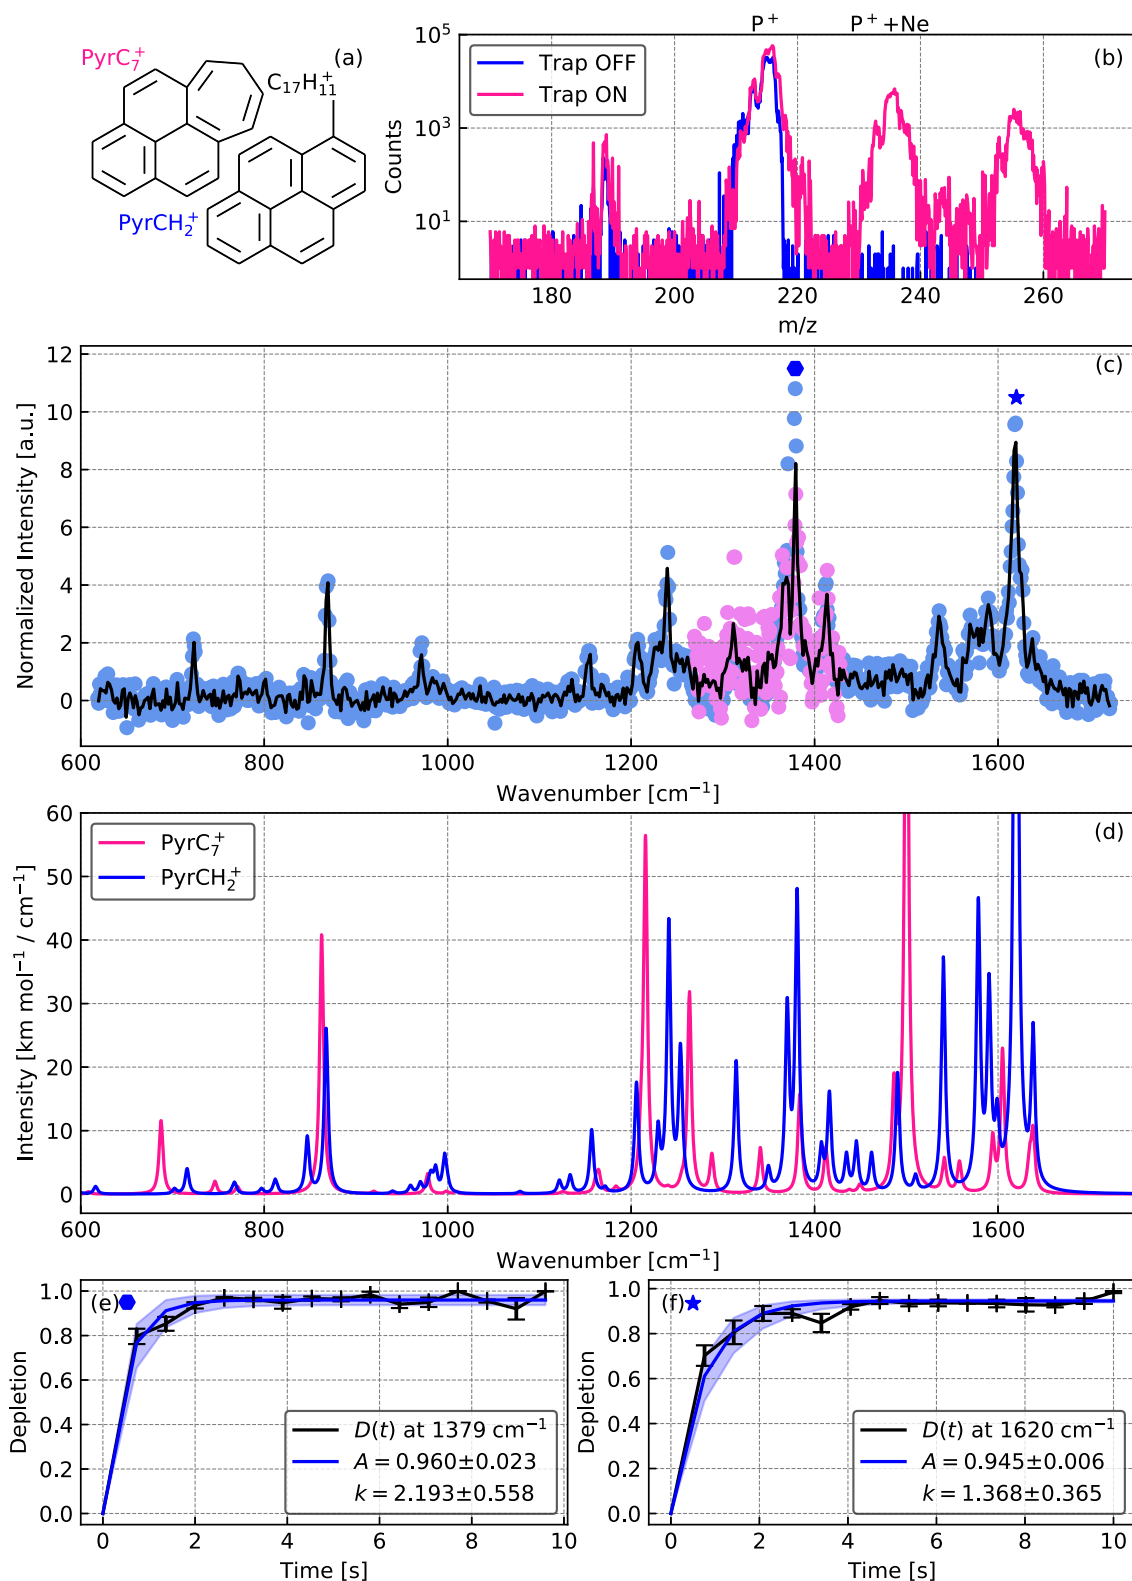 PyrC₇⁺
(a)
C₁₇H₁₁⁺
PyrCH₂⁺
P⁺ P⁺+Ne
10⁵
10³
10¹
Counts
Trap OFF
Trap ON
(b)
180 200 220 240 260
m/z
12
10
8
6
4
2
0
Normalized Intensity [a.u.]
(c)
600 800 1000 1200 1400 1600
Wavenumber [cm⁻¹]
60
50
40
30
20
10
0
Intensity [km mol⁻¹ / cm⁻¹]
PyrC₇⁺
PyrCH₂⁺
(d)
600 800 1000 1200 1400 1600
Wavenumber [cm⁻¹]
1.0
0.8
0.6
0.4
0.2
0.0
Depletion
(e)
D(t) at 1379 cm⁻¹
A = 0.960±0.023
k = 2.193±0.558
0 2 4 6 8 10
Time [s]
1.0
0.8
0.6
0.4
0.2
0.0
Depletion
(f)
D(t) at 1620 cm⁻¹
A = 0.945±0.006
k = 1.368±0.365
0 2 4 6 8 10
Time [s]